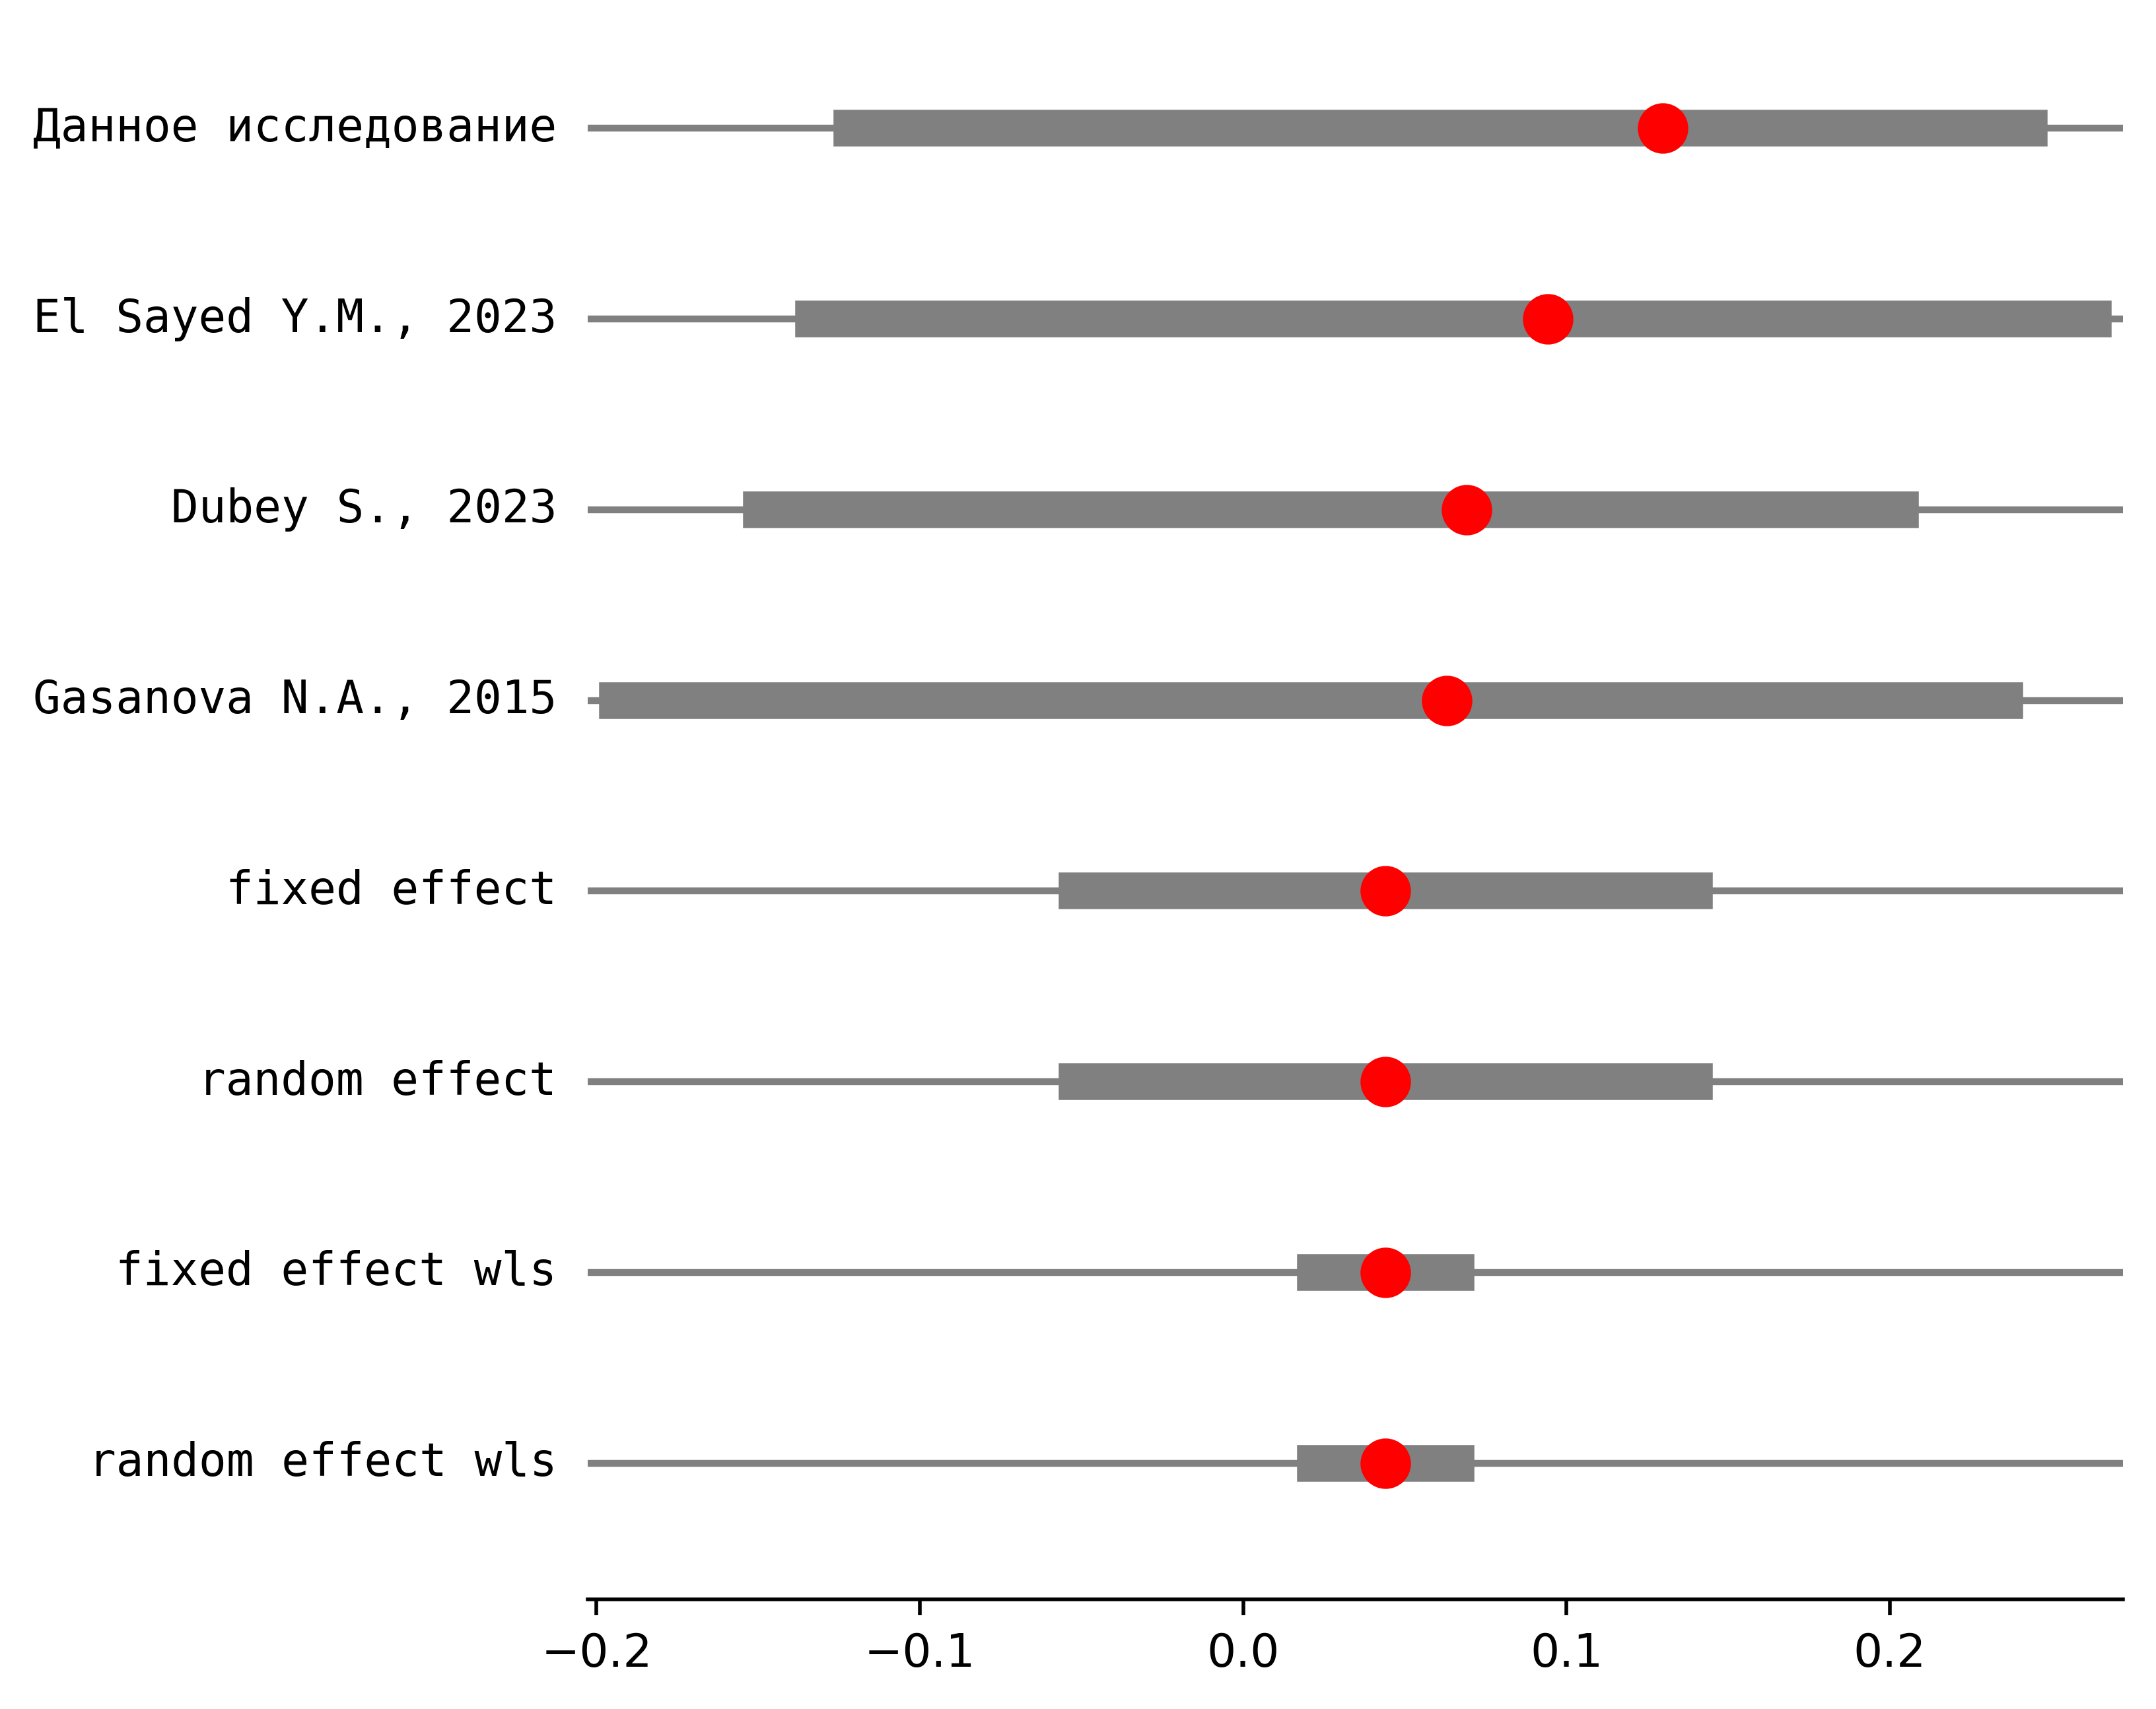 Данное исследование
El Sayed Y.M., 2023
Dubey S., 2023
Gasanova N.A., 2015
fixed effect
random effect
fixed effect wls
random effect wls
−0.2 −0.1 0.0 0.1 0.2